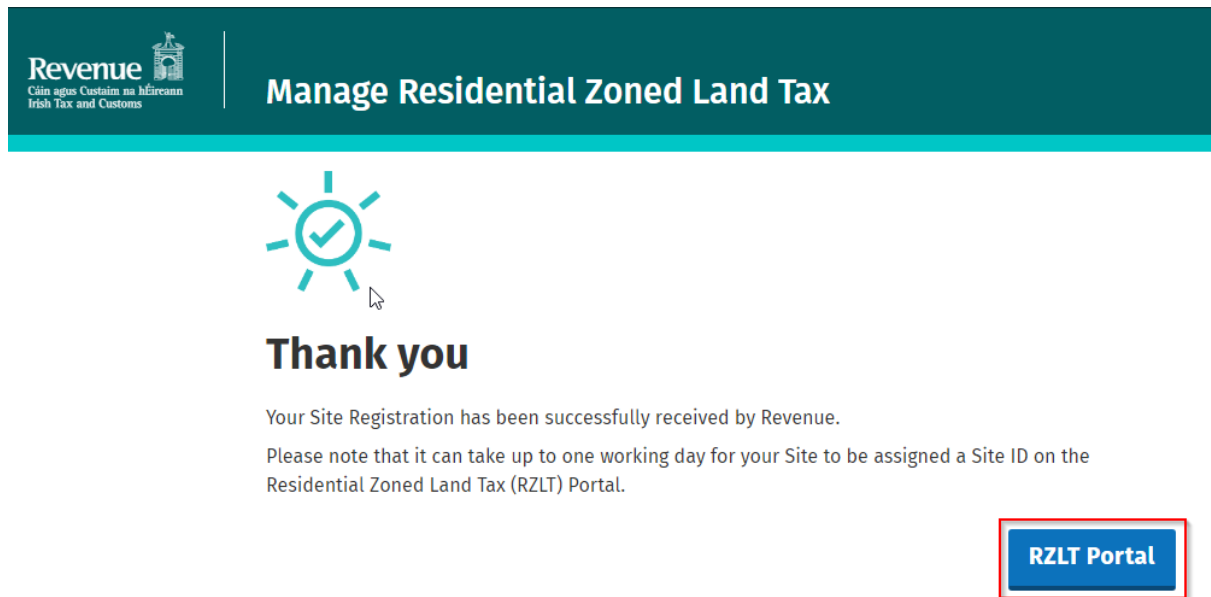 Revenue
Cáin agus Custaim na hÉireann
Irish Tax and Customs
Manage Residential Zoned Land Tax
Thank you
Your Site Registration has been successfully received by Revenue.
Please note that it can take up to one working day for your Site to be assigned a Site ID on the
Residential Zoned Land Tax (RZLT) Portal.
RZLT Portal